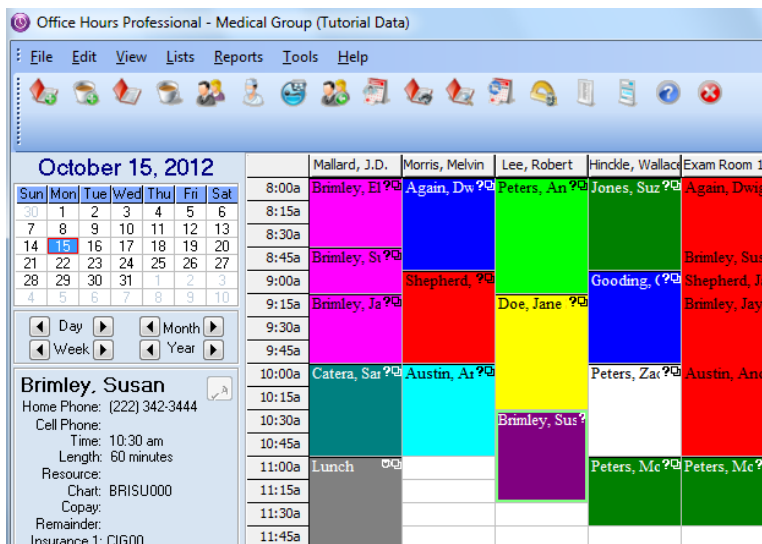 Office Hours Professional - Medical Group (Tutorial Data)
File Edit View Lists Reports Tools Help
October 15, 2012
Sun Mon Tue Wed Thu Fri Sat
30 1 2 3 4 5 6
7 8 9 10 11 12 13
14 15 16 17 18 19 20
21 22 23 24 25 26 27
28 29 30 31 1 2 3
4 5 6 7 8 9 10
Day Month
Week Year
Brimley, Susan
Home Phone: (222) 342-3444
Cell Phone:
Time: 10:30 am
Length: 60 minutes
Resource:
Chart: BRISU000
Copay:
Remainder:
Insurance 1: CIG00
Mallard, J.D. Morris, Melvin Lee, Robert Hinckle, Wallace Exam Room 1
8:00a Brimley, El ? Again, Dw ? Peters, An ? Jones, Suz ? Again, Dwig
8:15a
8:30a
8:45a Brimley, Su ? Brimley, Sus
9:00a Shepherd, ? Gooding, ( ? Shepherd, J
9:15a Brimley, Ja ? Doe, Jane ? Brimley, Jay
9:30a
9:45a
10:00a Catera, Sar ? Austin, Ar ? Peters, Zac ? Austin, And
10:15a
10:30a Brimley, Sus ?
10:45a
11:00a Lunch Peters, Mc ? Peters, Mc ?
11:15a
11:30a
11:45a